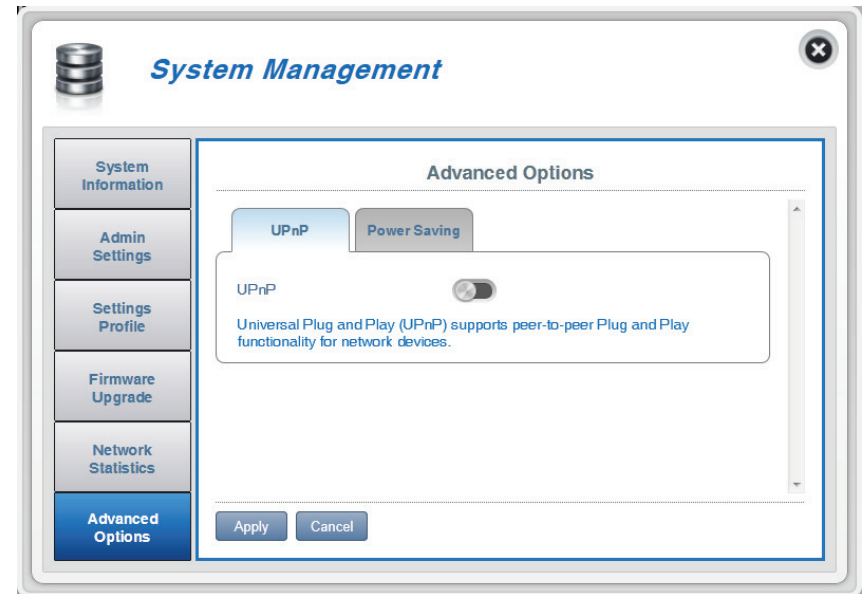 System Management
System
Information
Admin
Settings
Settings
Profile
Firmware
Upgrade
Network
Statistics
Advanced
Options
Advanced Options
UPnP
Power Saving
UPnP
Universal Plug and Play (UPnP) supports peer-to-peer Plug and Play
functionality for network devices.
Apply
Cancel